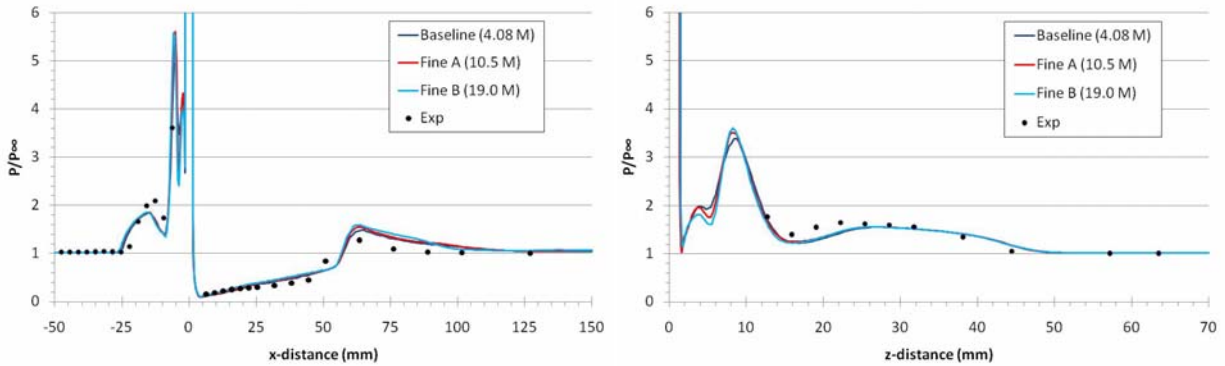 6
5
4
3
2
1
0
P/P∞
-50
-25
0
25
50
75
100
125
150
x-distance (mm)
Baseline (4.08 M)
Fine A (10.5 M)
Fine B (19.0 M)
Exp
6
5
4
3
2
1
0
P/P∞
0
10
20
30
40
50
60
70
z-distance (mm)
Baseline (4.08 M)
Fine A (10.5 M)
Fine B (19.0 M)
Exp